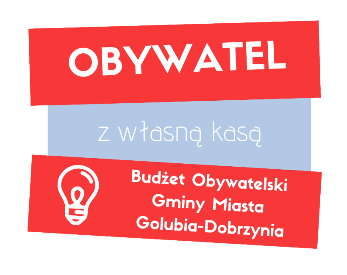 OBYWATEL
z własną kasą
Budżet Obywatelski
Gminy Miasta
Golubia-Dobrzynia